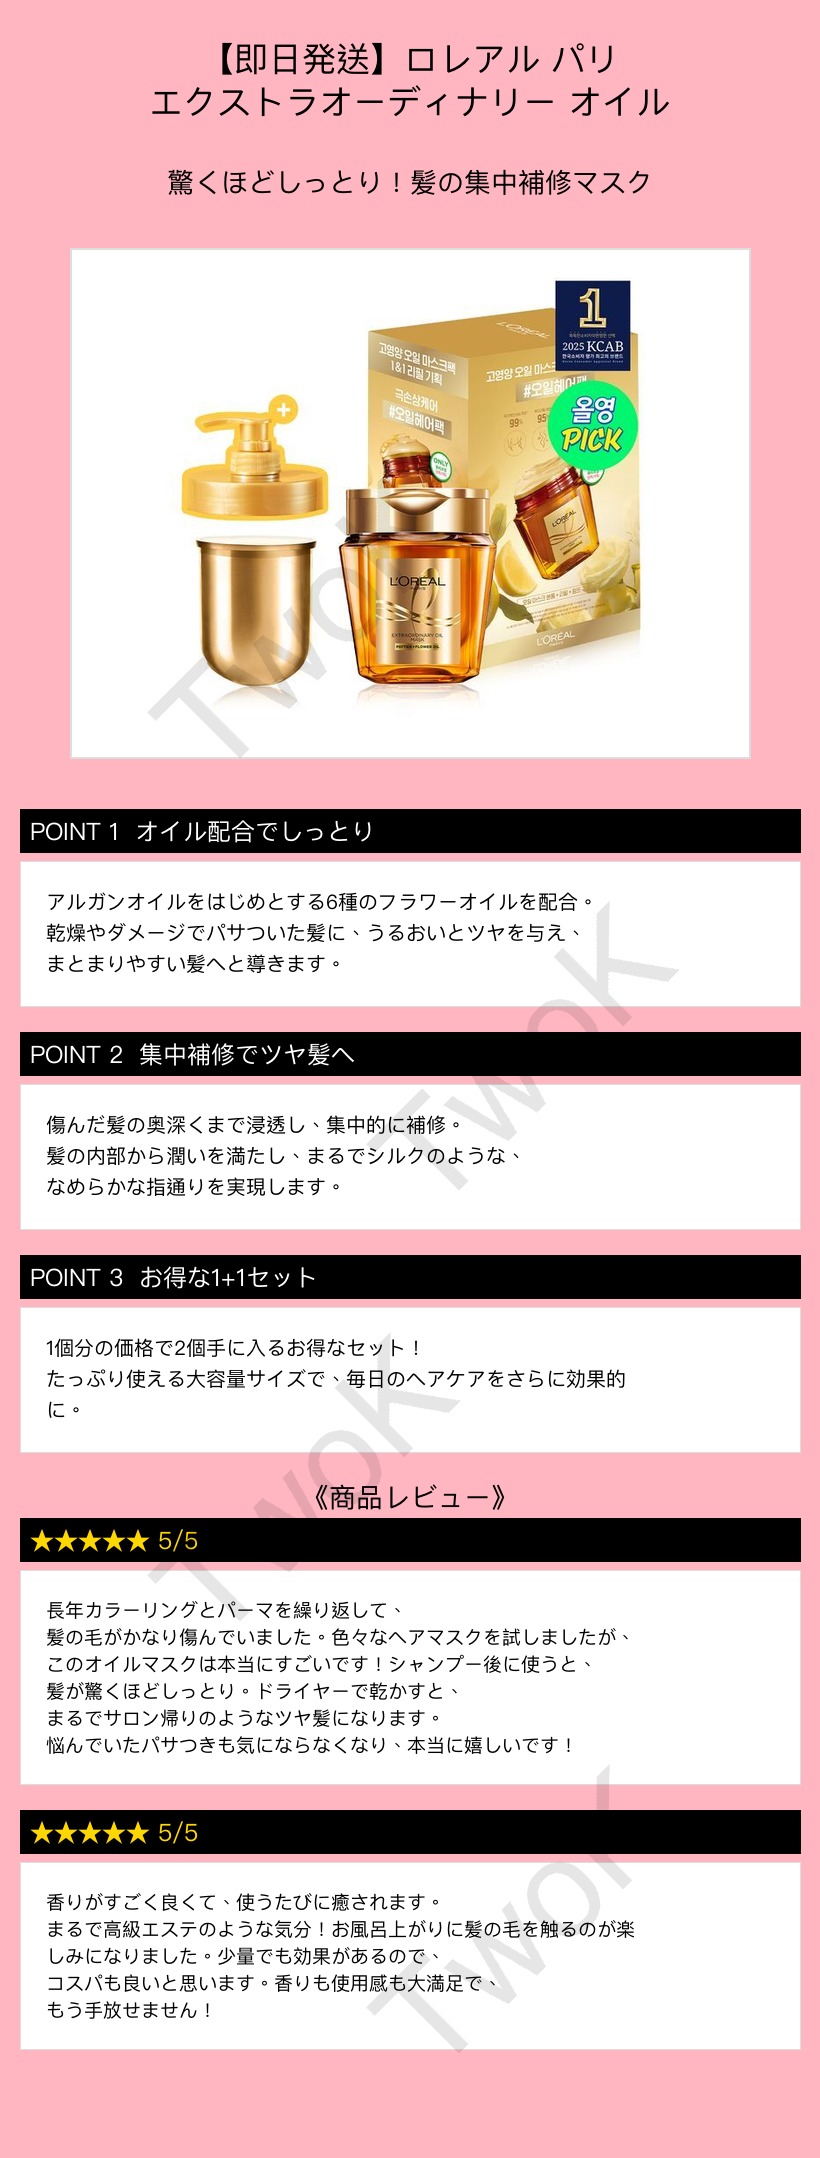 【即日発送】ロレアル パリ
エクストラオーディナリー オイル
驚くほどしっとり！髪の集中補修マスク
1
2025 KCAB
한국소비자 평가 최고의 브랜드
L'OREAL
고영양 오일 마스크팩
1&1 리필 기획
극손상케어
#오일헤어팩
고영양 오일 마스크
#오일헤어팩
99%
95
올영
PICK
ONLY
L'OREAL
PARIS
EXTRAORDINARY OIL
MASK
L'OREAL
L'OREAL
PARIS
TwoK
POINT 1 オイル配合でしっとり
アルガンオイルをはじめとする6種のフラワーオイルを配合。
乾燥やダメージでパサついた髪に、うるおいとツヤを与え、
まとまりやすい髪へと導きます。
TwoK
POINT 2 集中補修でツヤ髪へ
傷んだ髪の奥深くまで浸透し、集中的に補修。
髪の内部から潤いを満たし、まるでシルクのような、
なめらかな指通りを実現します。
POINT 3 お得な1+1セット
1個分の価格で2個手に入るお得なセット！
たっぷり使える大容量サイズで、毎日のヘアケアをさらに効果的
に。
TwoK
《商品レビュー》
★★★★★ 5/5
長年カラーリングとパーマを繰り返して、
髪の毛がかなり傷んでいました。色々なヘアマスクを試しましたが、
このオイルマスクは本当にすごいです！シャンプー後に使うと、
髪が驚くほどしっとり。ドライヤーで乾かすと、
まるでサロン帰りのようなツヤ髪になります。
悩んでいたパサつきも気にならなくなり、本当に嬉しいです！
★★★★★ 5/5
香りがすごく良くて、使うたびに癒されます。
まるで高級エステのような気分！お風呂上がりに髪の毛を触るのが楽
しみになりました。少量でも効果があるので、
コスパも良いと思います。香りも使用感も大満足で、
もう手放せません！
TwoK